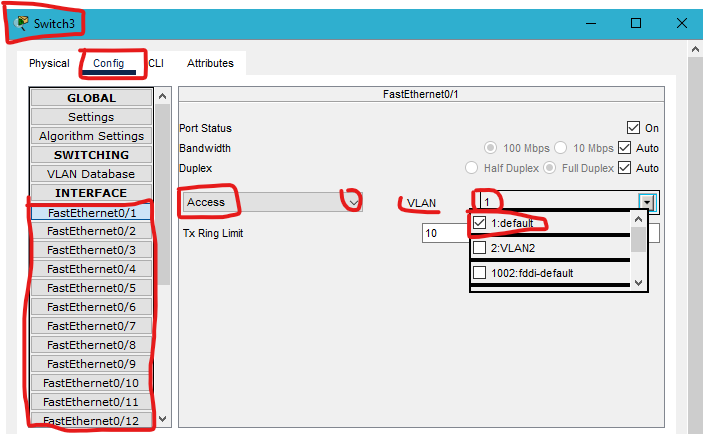 Switch3
Physical Config CLI Attributes
GLOBAL
Settings
Algorithm Settings
SWITCHING
VLAN Database
INTERFACE
FastEthernet0/1
FastEthernet0/2
FastEthernet0/3
FastEthernet0/4
FastEthernet0/5
FastEthernet0/6
FastEthernet0/7
FastEthernet0/8
FastEthernet0/9
FastEthernet0/10
FastEthernet0/11
FastEthernet0/12
FastEthernet0/1
Port Status On
Bandwidth 100 Mbps 10 Mbps Auto
Duplex Half Duplex Full Duplex Auto
Access VLAN 1
Tx Ring Limit 10
1:default
2:VLAN2
1002:fddi-default